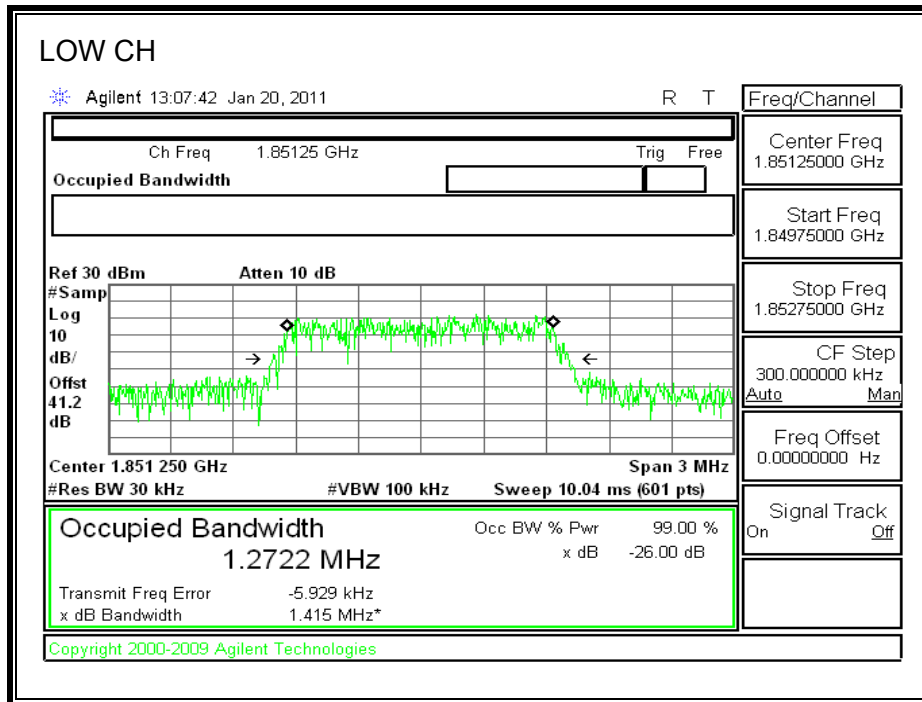 LOW CH
Agilent 13:07:42 Jan 20, 2011 R T
Freq/Channel
Ch Freq 1.85125 GHz Trig Free
Occupied Bandwidth
Center Freq
1.85125000 GHz
Start Freq
1.84975000 GHz
Stop Freq
1.85275000 GHz
CF Step
300.000000 kHz
Auto Man
Freq Offset
0.00000000 Hz
Signal Track
On Off
Ref 30 dBm Atten 10 dB
#Samp
Log
10
dB/
Offst
41.2
dB
Center 1.851 250 GHz Span 3 MHz
#Res BW 30 kHz #VBW 100 kHz Sweep 10.04 ms (601 pts)
Occupied Bandwidth Occ BW % Pwr 99.00 %
1.2722 MHz x dB -26.00 dB
Transmit Freq Error -5.929 kHz
x dB Bandwidth 1.415 MHz*
Copyright 2000-2009 Agilent Technologies